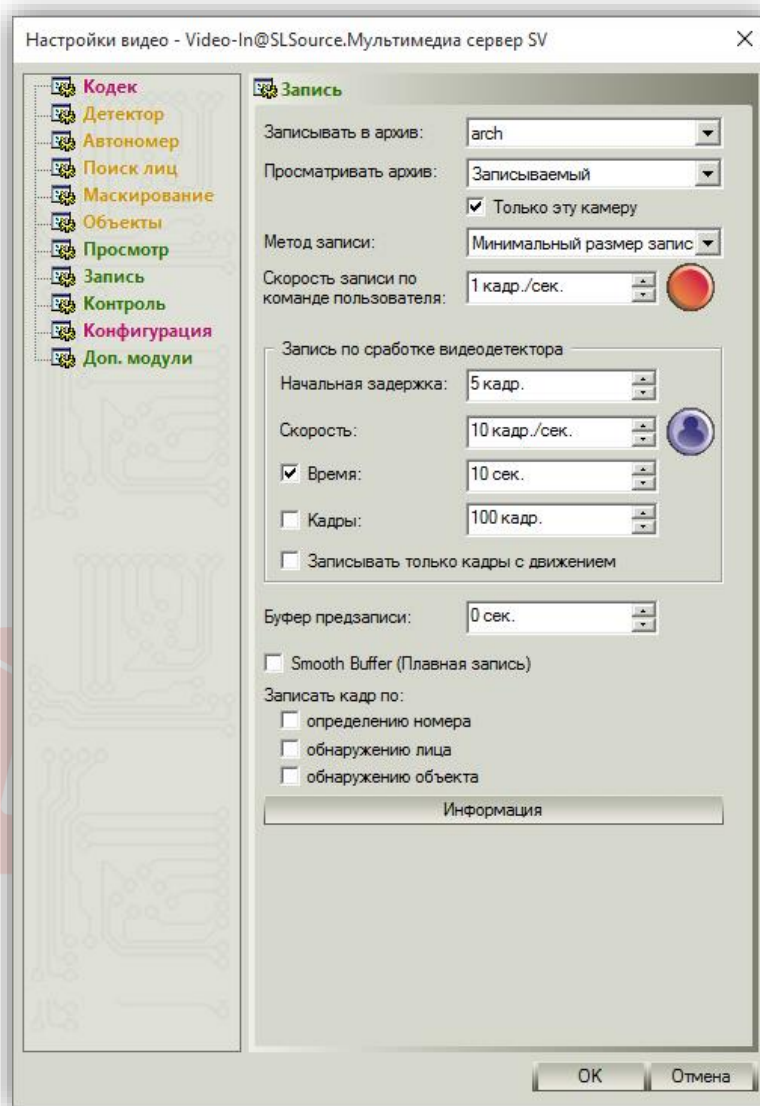 Настройки видео - Video-In@SLSource.Мультимедиа сервер SV
Кодек
Детектор
Автономер
Поиск лиц
Маскирование
Объекты
Просмотр
Запись
Контроль
Конфигурация
Доп. модули
Запись
Записывать в архив: arch
Просматривать архив: Записываемый
Только эту камеру
Метод записи: Минимальный размер запис
Скорость записи по
команде пользователя: 1 кадр./сек.
Запись по сработке видеодетектора
Начальная задержка: 5 кадр.
Скорость: 10 кадр./сек.
Время: 10 сек.
Кадры: 100 кадр.
Записывать только кадры с движением
Буфер предзаписи: 0 сек.
Smooth Buffer (Плавная запись)
Записать кадр по:
определению номера
обнаружению лица
обнаружению объекта
Информация
OK Отмена